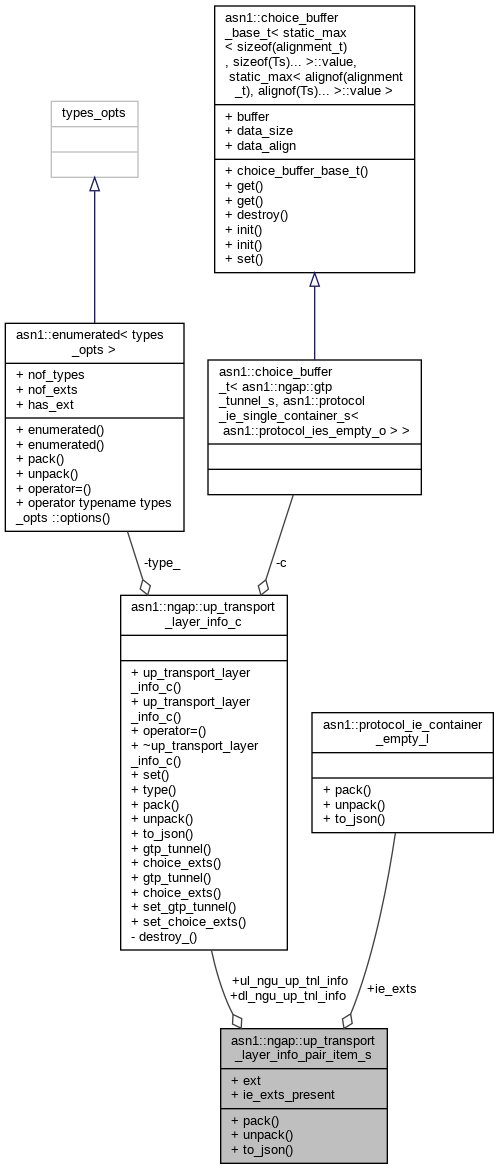 asn1::choice_buffer
_base_t< static_max
< sizeof(alignment_t)
, sizeof(Ts)... >::value,
static_max< alignof(alignment
_t), alignof(Ts)... >::value >
+ buffer
+ data_size
+ data_align
+ choice_buffer_base_t()
+ get()
+ get()
+ destroy()
+ init()
+ init()
+ set()
types_opts
asn1::enumerated< types
_opts >
+ nof_types
+ nof_exts
+ has_ext
+ enumerated()
+ enumerated()
+ pack()
+ unpack()
+ operator=()
+ operator typename types
_opts ::options()
asn1::choice_buffer
_t< asn1::ngap::gtp
_tunnel_s, asn1::protocol
_ie_single_container_s<
asn1::protocol_ies_empty_o > >
-type_
-c
asn1::ngap::up_transport
_layer_info_c
+ up_transport_layer
_info_c()
+ up_transport_layer
_info_c()
+ operator=()
+ ~up_transport_layer
_info_c()
+ set()
+ type()
+ pack()
+ unpack()
+ to_json()
+ gtp_tunnel()
+ choice_exts()
+ gtp_tunnel()
+ choice_exts()
+ set_gtp_tunnel()
+ set_choice_exts()
- destroy_()
asn1::protocol_ie_container
_empty_l
+ pack()
+ unpack()
+ to_json()
+ul_ngu_up_tnl_info
+dl_ngu_up_tnl_info
+ie_exts
asn1::ngap::up_transport
_layer_info_pair_item_s
+ ext
+ ie_exts_present
+ pack()
+ unpack()
+ to_json()